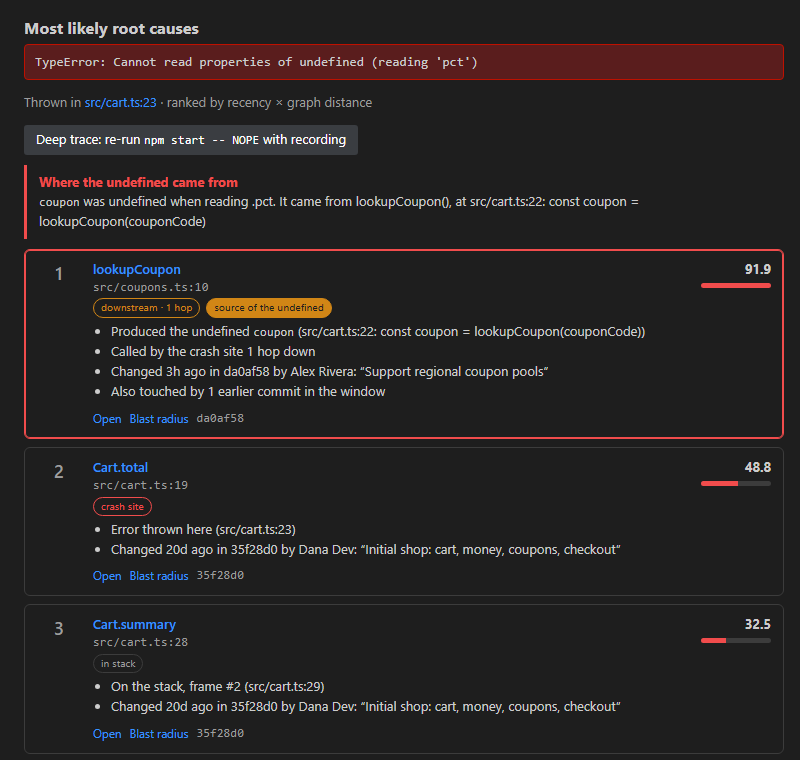 Most likely root causes
TypeError: Cannot read properties of undefined (reading 'pct')
Thrown in src/cart.ts:23 · ranked by recency × graph distance
Deep trace: re-run npm start -- NOPE with recording
Where the undefined came from
coupon was undefined when reading .pct. It came from lookupCoupon(), at src/cart.ts:22: const coupon =
lookupCoupon(couponCode)
1 lookupCoupon 91.9
src/coupons.ts:10
downstream · 1 hop source of the undefined
• Produced the undefined coupon (src/cart.ts:22: const coupon = lookupCoupon(couponCode))
• Called by the crash site 1 hop down
• Changed 3h ago in da0af58 by Alex Rivera: “Support regional coupon pools”
• Also touched by 1 earlier commit in the window
Open Blast radius da0af58
2 Cart.total 48.8
src/cart.ts:19
crash site
• Error thrown here (src/cart.ts:23)
• Changed 20d ago in 35f28d0 by Dana Dev: “Initial shop: cart, money, coupons, checkout”
Open Blast radius 35f28d0
3 Cart.summary 32.5
src/cart.ts:28
in stack
• On the stack, frame #2 (src/cart.ts:29)
• Changed 20d ago in 35f28d0 by Dana Dev: “Initial shop: cart, money, coupons, checkout”
Open Blast radius 35f28d0